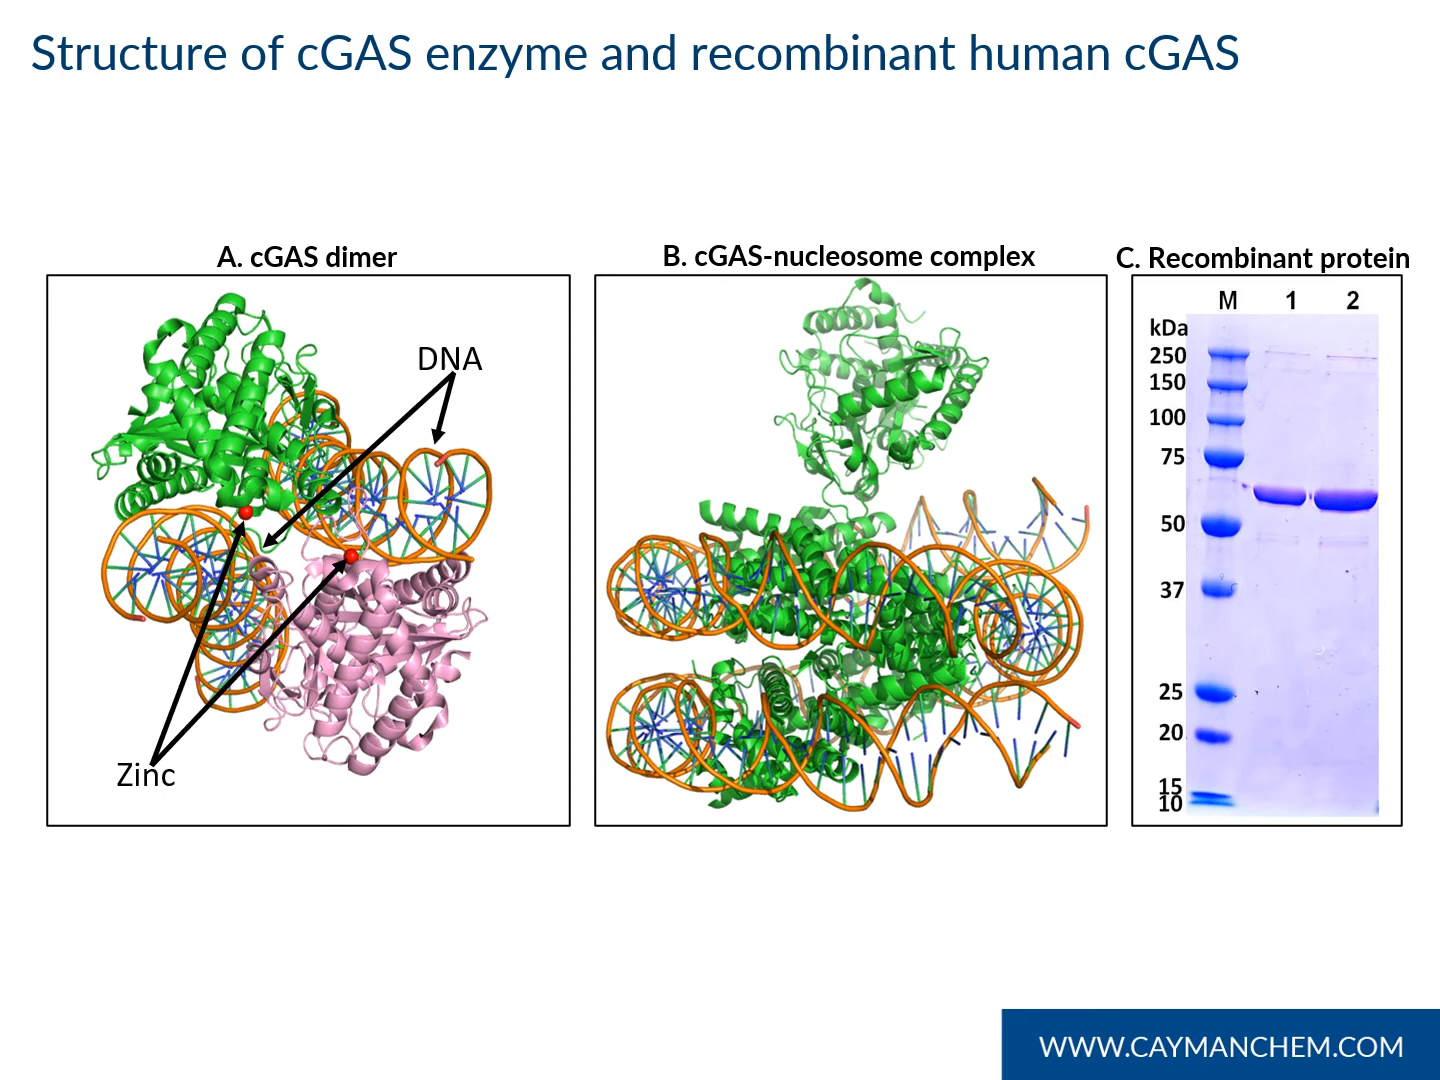 Structure of cGAS enzyme and recombinant human cGAS
A. cGAS dimer
DNA
Zinc
B. cGAS-nucleosome complex
C. Recombinant protein
M 1 2
kDa
250
150
100
75
50
37
25
20
15
10
WWW.CAYMANCHEM.COM